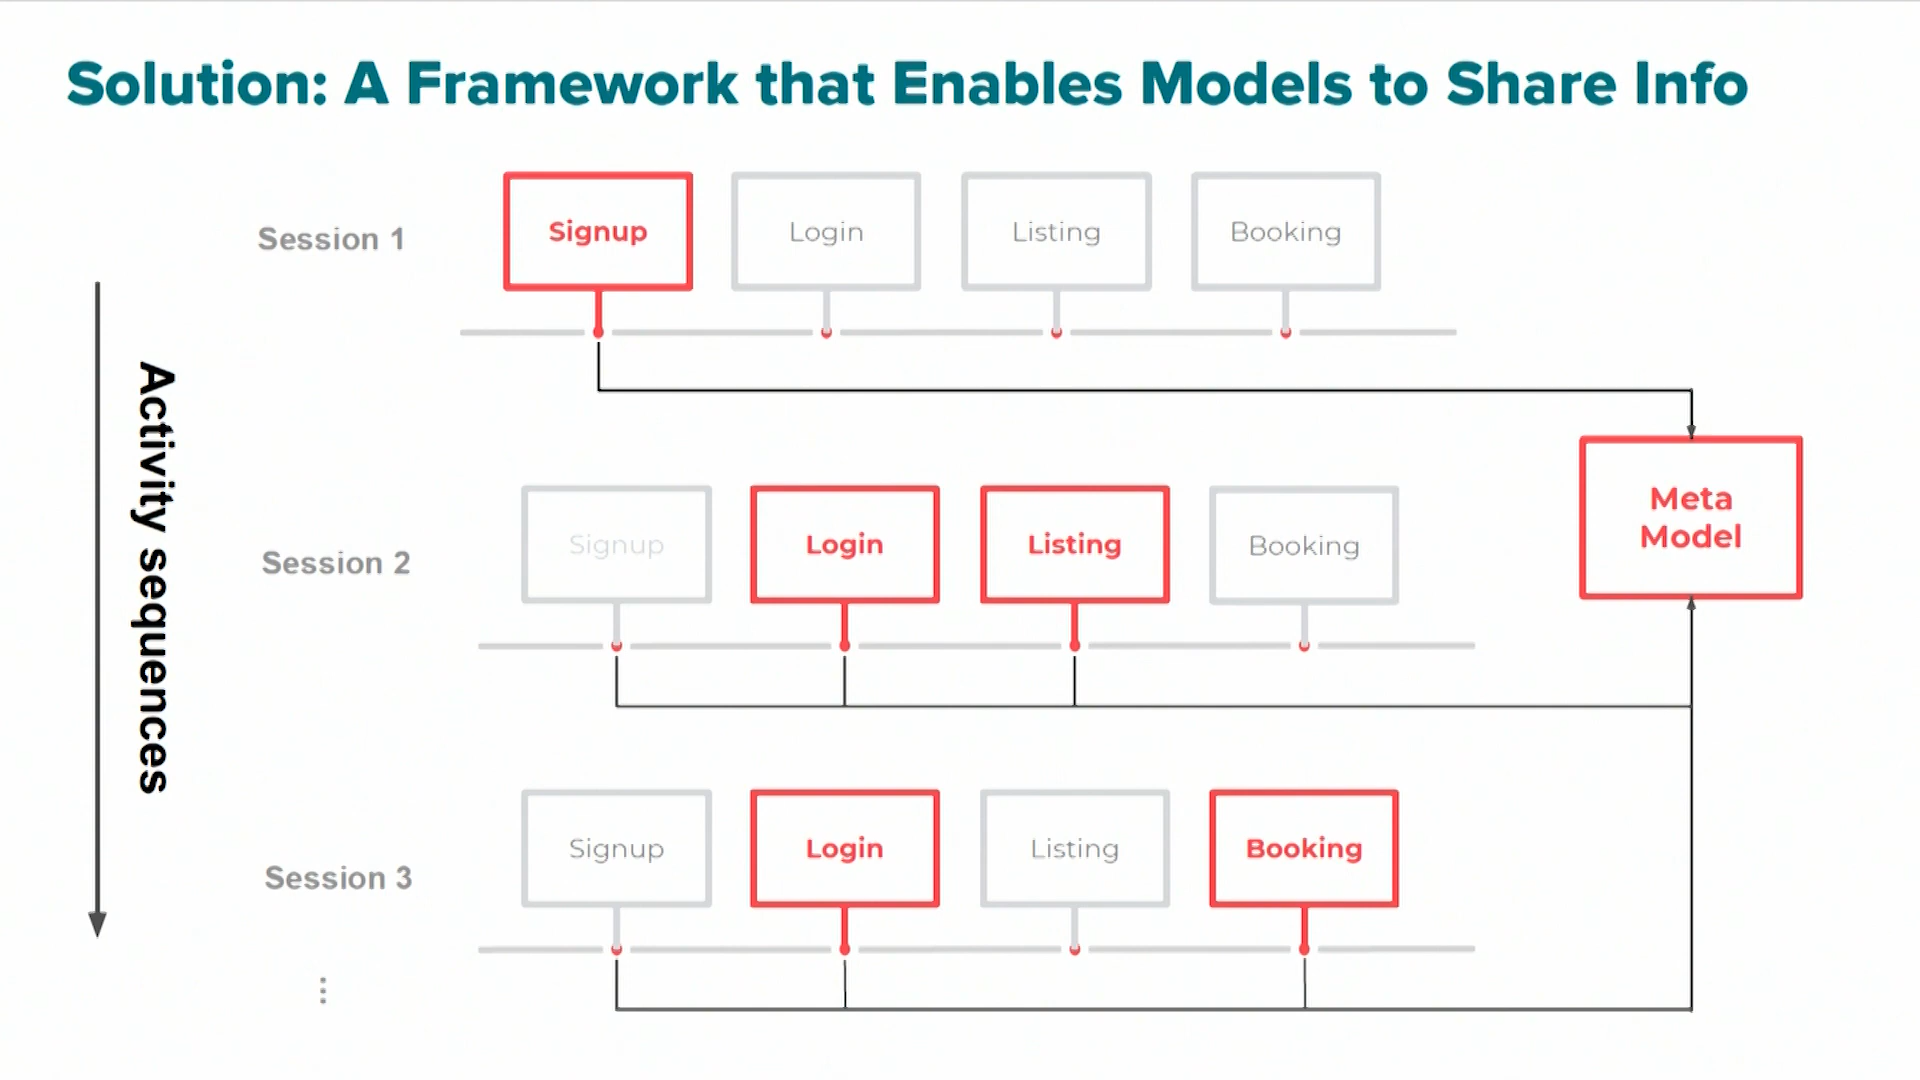 Solution: A Framework that Enables Models to Share Info
Session 1
Signup
Login
Listing
Booking
Activity sequences
Session 2
Signup
Login
Listing
Booking
Meta
Model
Session 3
Signup
Login
Listing
Booking
⋮